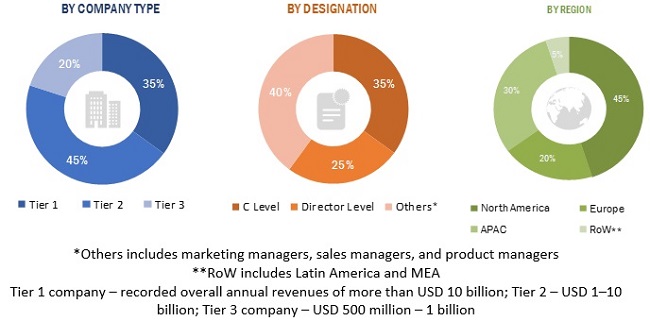 BY COMPANY TYPE
20%
35%
45%
Tier 1 Tier 2 Tier 3
BY DESIGNATION
40%
35%
25%
C Level Director Level Others*
BY REGION
5%
30%
45%
20%
North America Europe
APAC RoW**
*Others includes marketing managers, sales managers, and product managers
**RoW includes Latin America and MEA
Tier 1 company – recorded overall annual revenues of more than USD 10 billion; Tier 2 – USD 1–10
billion; Tier 3 company – USD 500 million – 1 billion